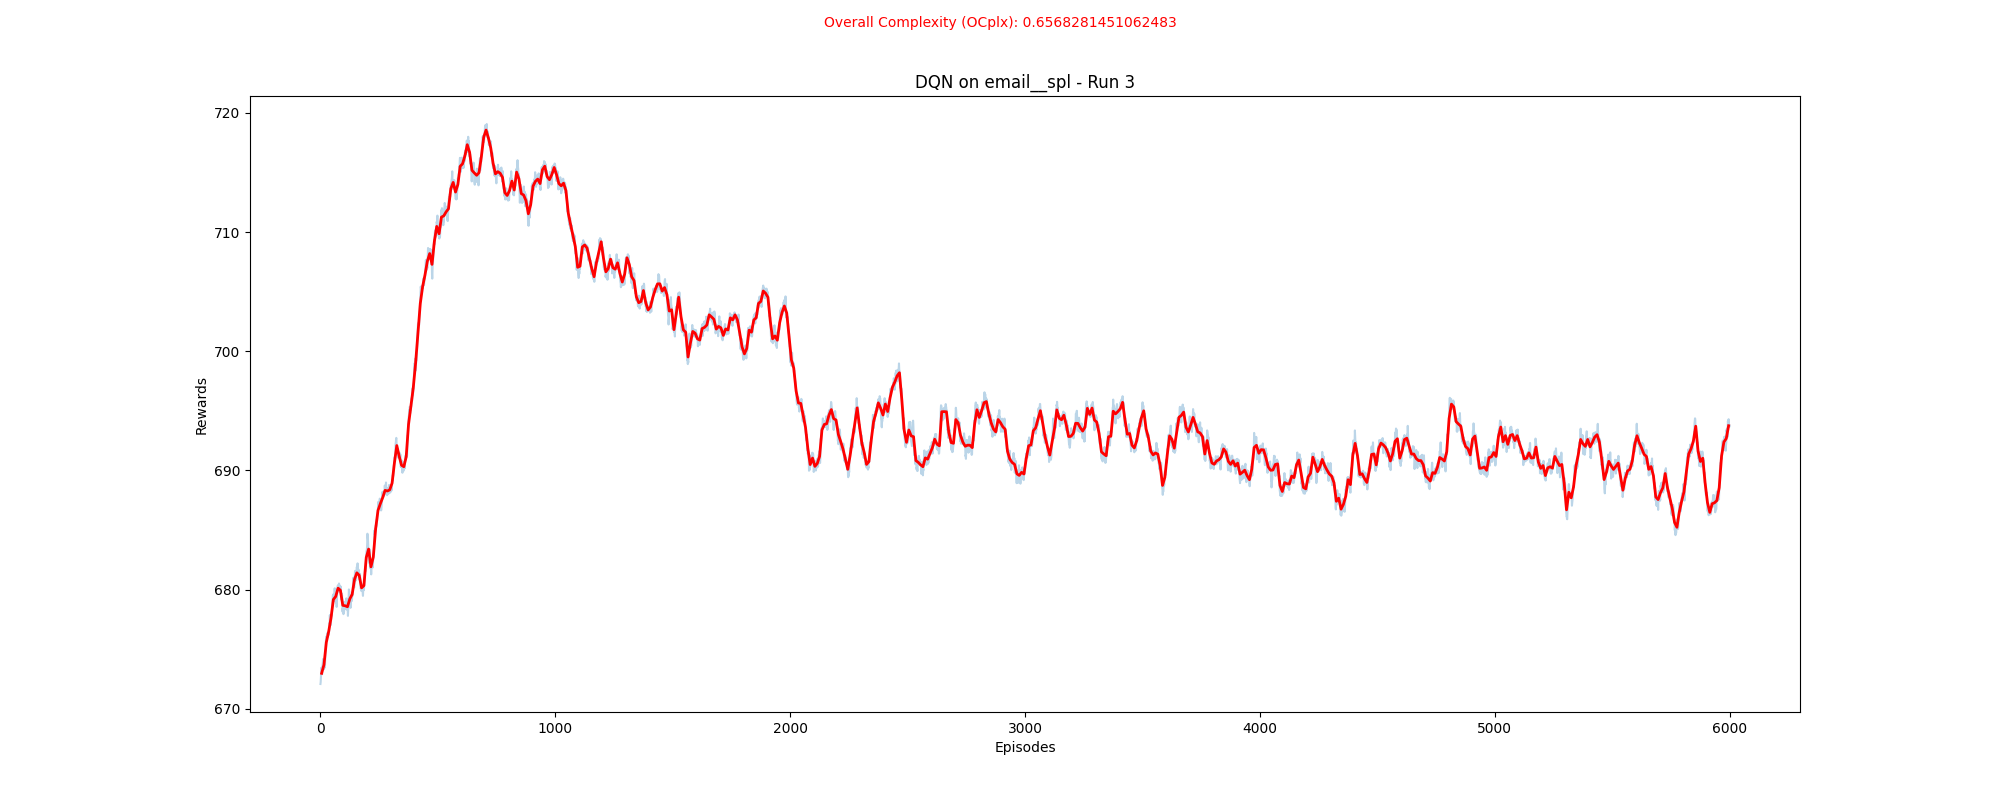 Overall Complexity (OCplx): 0.6568281451062483
DQN on email__spl - Run 3
720
710
700
690
680
670
Rewards
0 1000 2000 3000 4000 5000 6000
Episodes